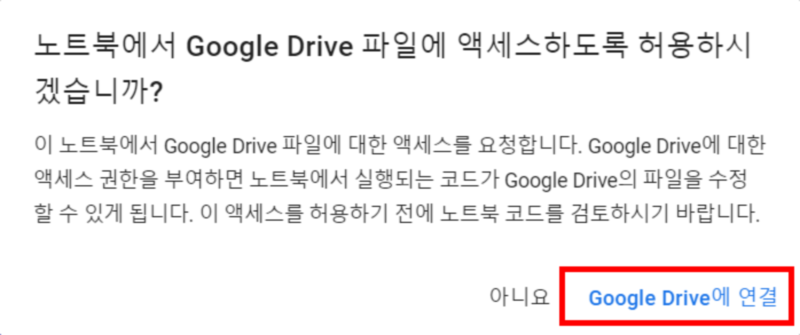 노트북에서 Google Drive 파일에 액세스하도록 허용하시
겠습니까?
이 노트북에서 Google Drive 파일에 대한 액세스를 요청합니다. Google Drive에 대한
액세스 권한을 부여하면 노트북에서 실행되는 코드가 Google Drive의 파일을 수정
할 수 있게 됩니다. 이 액세스를 허용하기 전에 노트북 코드를 검토하시기 바랍니다.
아니요 Google Drive에 연결